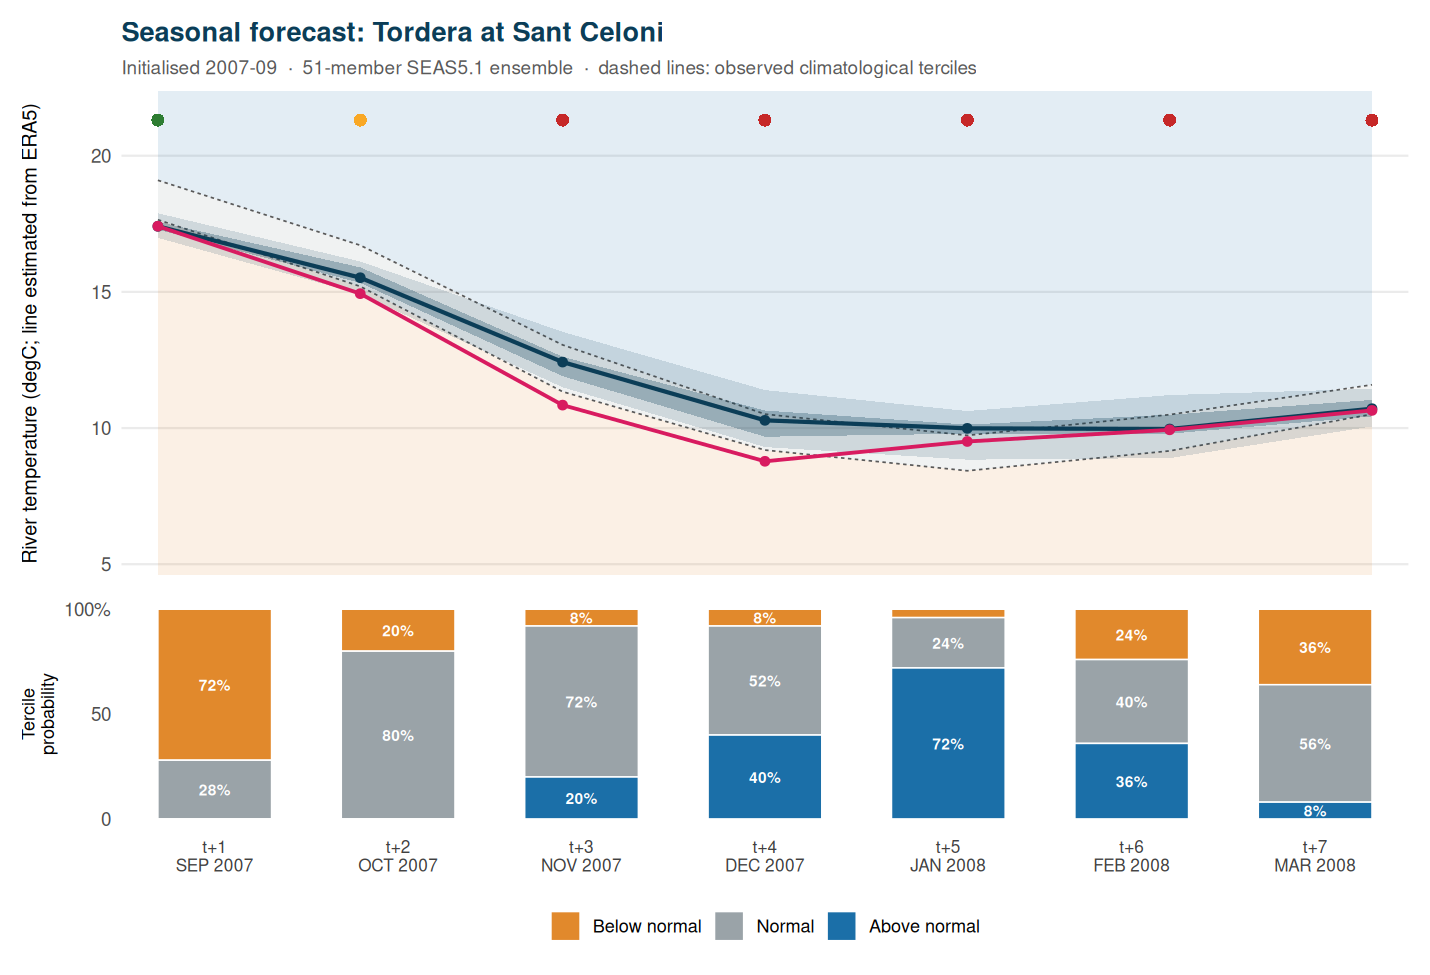 Seasonal forecast: Tordera at Sant Celoni
Initialised 2007-09 · 51-member SEAS5.1 ensemble · dashed lines: observed climatological terciles
River temperature (degC; line estimated from ERA5)
20
15
10
5
Tercile
probability
100%
50
0
72%
28%
20%
80%
8%
72%
20%
8%
52%
40%
24%
72%
24%
40%
36%
36%
56%
8%
t+1
SEP 2007
t+2
OCT 2007
t+3
NOV 2007
t+4
DEC 2007
t+5
JAN 2008
t+6
FEB 2008
t+7
MAR 2008
Below normal
Normal
Above normal